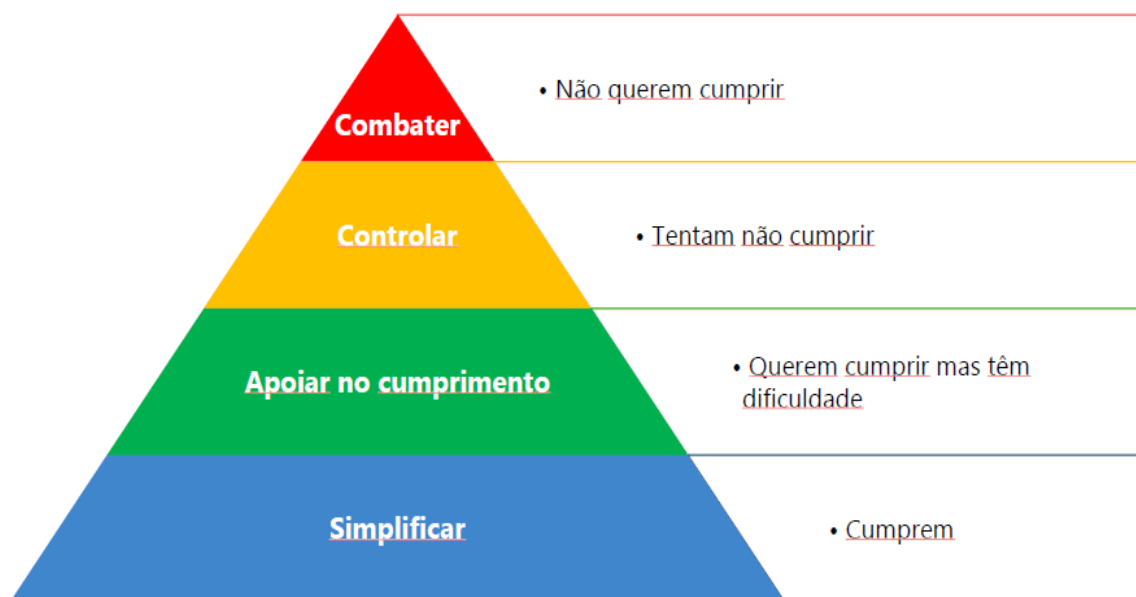 Combater
• Não querem cumprir
Controlar
• Tentam não cumprir
Apoiar no cumprimento
• Querem cumprir mas têm
dificuldade
Simplificar
• Cumprem